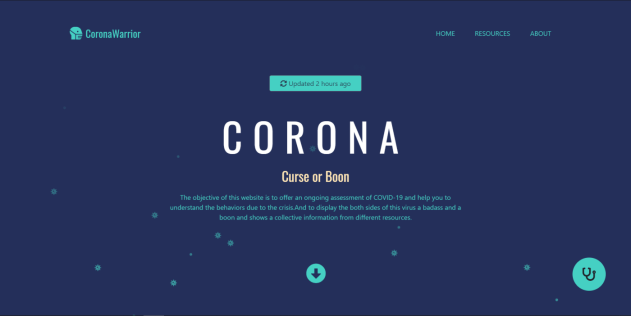 CoronaWarrior
HOME RESOURCES ABOUT
Updated 2 hours ago
CORONA
Curse or Boon
The objective of this website is to offer an ongoing assessment of COVID-19 and help you to
understand the behaviors due to the crisis.And to display the both sides of this virus a badass and a
boon and shows a collective information from different resources.